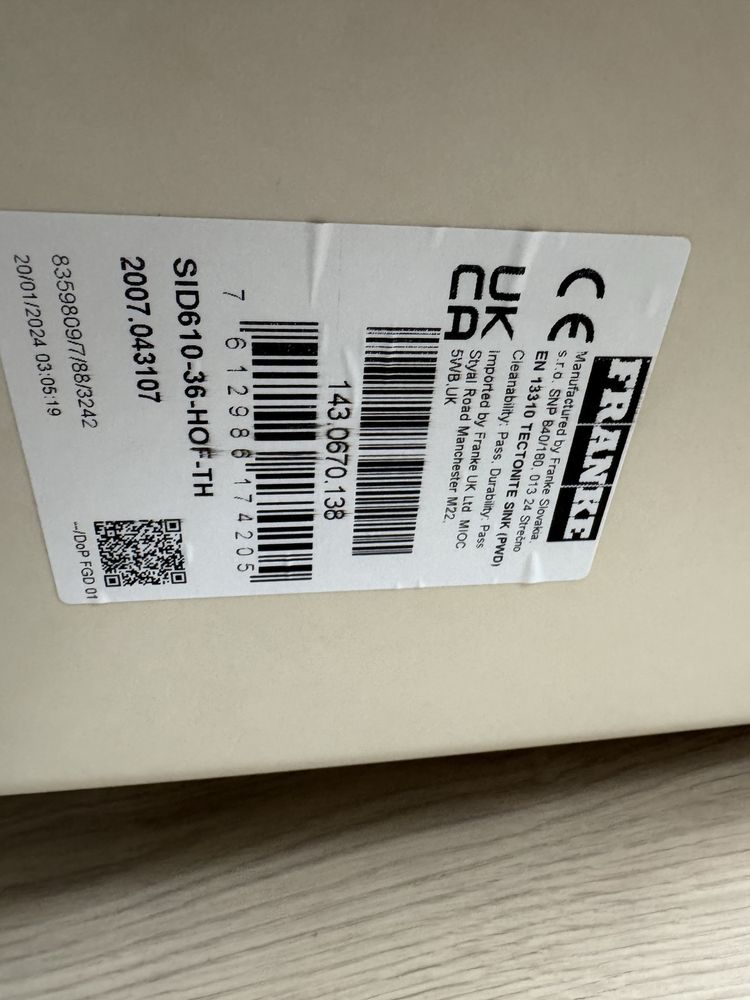 FRANKE
CE
Manufactured by Franke Slovakia,
s.r.o. SNP 840/180, 013 24 Strečno
EN 13310 TECTONITE SINK (PWD)
Cleanability: Pass. Durability: Pass
UK
CA
Imported by Franke UK Ltd. MIOC
Styal Road Manchester M22,
5WB,UK
143.0670.138
7 612986 174205
SID610-36-HOF-TH
2007.043107
8359809/7/88/3242
20/01/2024 03:05:19
.../DoP FGD 01